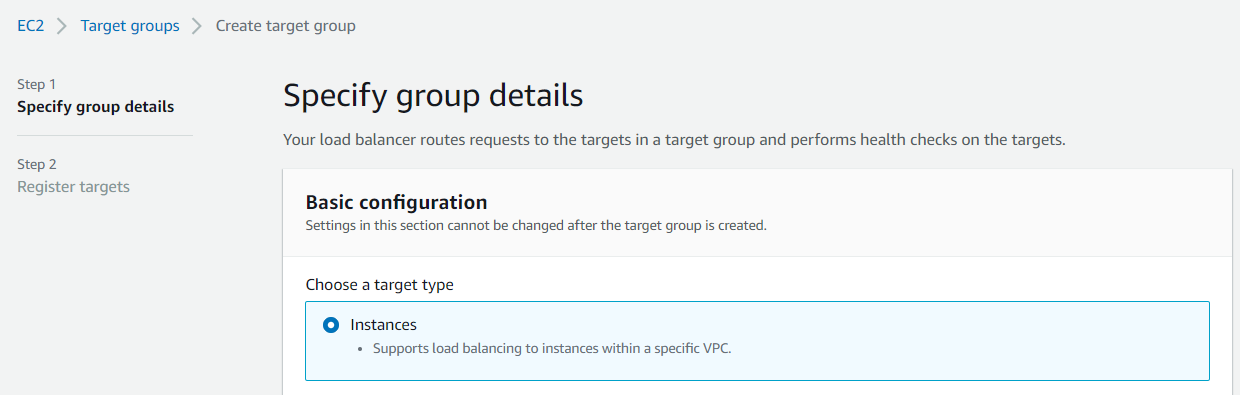 EC2 > Target groups > Create target group
Step 1
Specify group details
Step 2
Register targets
Specify group details
Your load balancer routes requests to the targets in a target group and performs health checks on the targets.
Basic configuration
Settings in this section cannot be changed after the target group is created.
Choose a target type
Instances
• Supports load balancing to instances within a specific VPC.